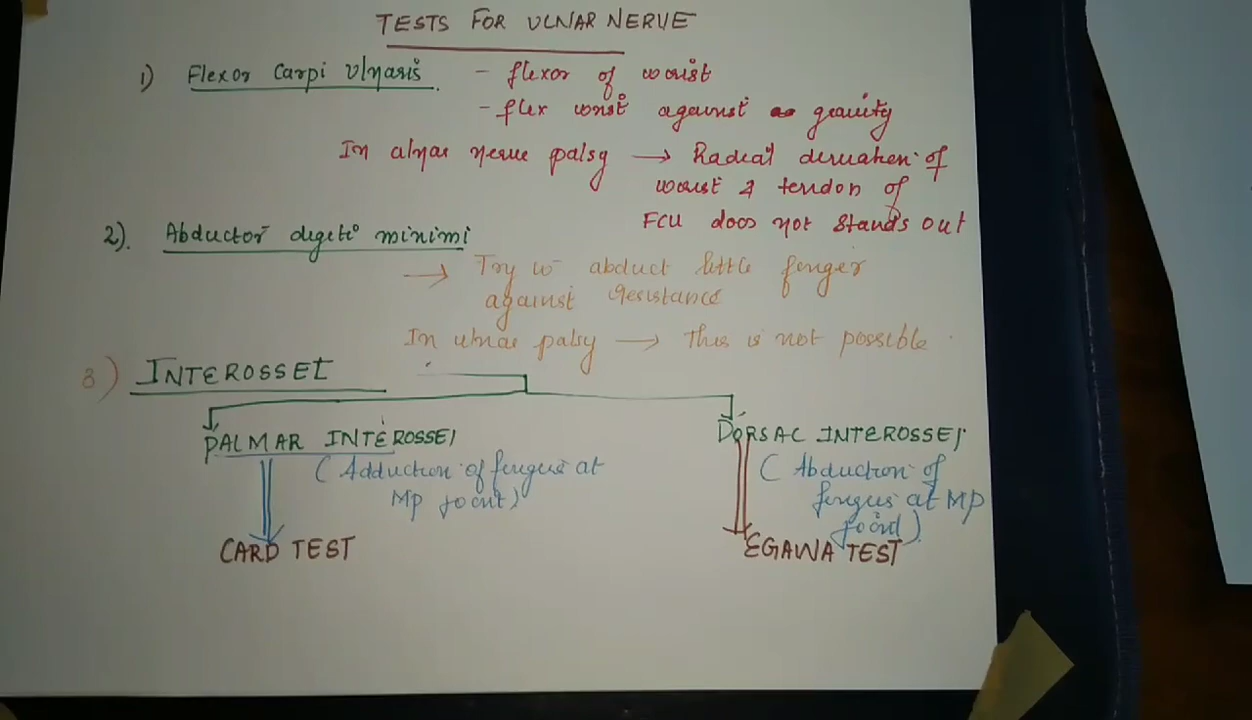 TESTS FOR ULNAR NERVE
1) Flexor Carpi Ulnaris - flexor of wrist
- flex wrist against gravity
In ulnar nerve palsy → Radial deviation of
wrist & tendon of
FCU does not stands out
2). Abductor digiti minimi
→ Try to abduct little finger
against resistance
In ulnar palsy → This is not possible
3) INTEROSSEI
PALMAR INTEROSSEI
(Adduction of fingers at
MP joint)
CARD TEST
DORSAL INTEROSSEI
(Abduction of
fingers at MP
joint)
EGAWA TEST